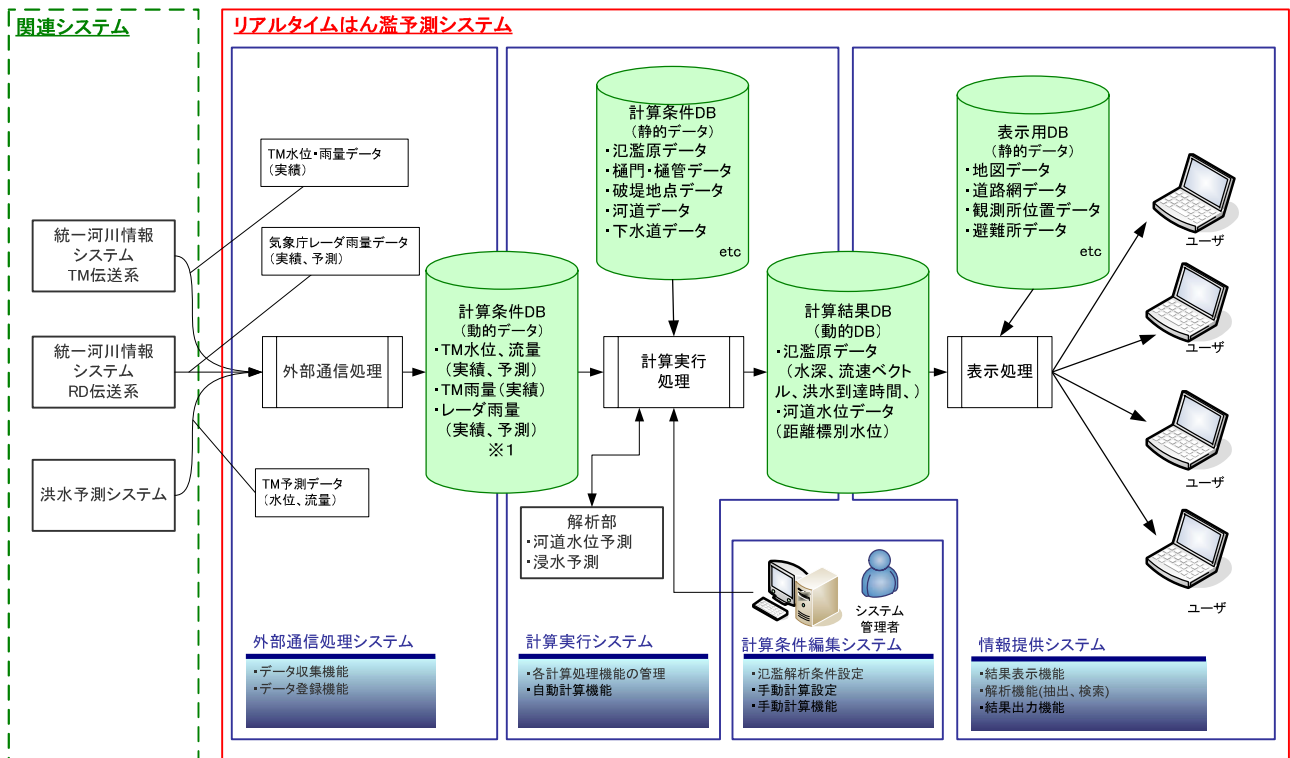 関連システム
リアルタイムはん濫予測システム
統一河川情報
システム
TM伝送系
統一河川情報
システム
RD伝送系
洪水予測システム
TM水位・雨量データ
(実績)
気象庁レーダ雨量データ
(実績、予測)
TM予測データ
(水位、流量)
外部通信処理
計算条件DB
(動的データ)
・TM水位、流量
(実績、予測)
・TM雨量(実績)
・レーダ雨量
(実績、予測)
※1
計算条件DB
(静的データ)
・氾濫原データ
・樋門・樋管データ
・破堤地点データ
・河道データ
・下水道データ
etc
計算実行
処理
解析部
・河道水位予測
・浸水予測
計算結果DB
(動的DB)
・氾濫原データ
(水深、流速ベクト
ル、洪水到達時間、)
・河道水位データ
(距離標別水位)
表示用DB
(静的データ)
・地図データ
・道路網データ
・観測所位置データ
・避難所データ
etc
表示処理
ユーザ
ユーザ
ユーザ
ユーザ
システム
管理者
外部通信処理システム
・データ収集機能
・データ登録機能
計算実行システム
・各計算処理機能の管理
・自動計算機能
計算条件編集システム
・氾濫解析条件設定
・手動計算設定
・手動計算機能
情報提供システム
・結果表示機能
・解析機能(抽出、検索)
・結果出力機能